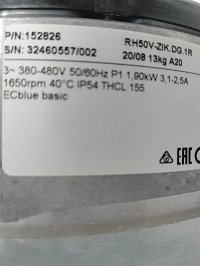 P/N:152826 RH50V-ZIK.DG.1R
S/N: 32460557/002 20/08 13kg A20
3~ 380-480V 50/60Hz P1 1,90kW 3,1-2,5A
1650rpm 40°C IP54 THCL 155
ECblue basic
EAC